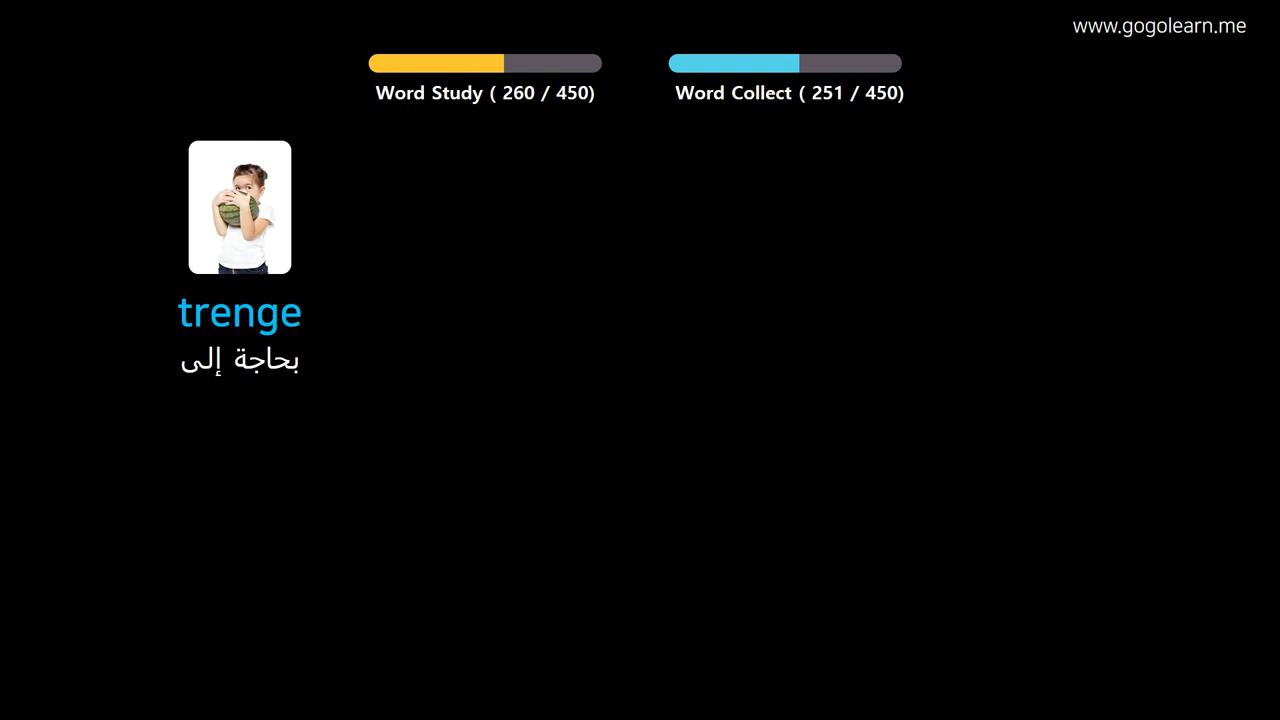 www.gogolearn.me
Word Study ( 260 / 450)
Word Collect ( 251 / 450)
trenge
بحاجة إلى